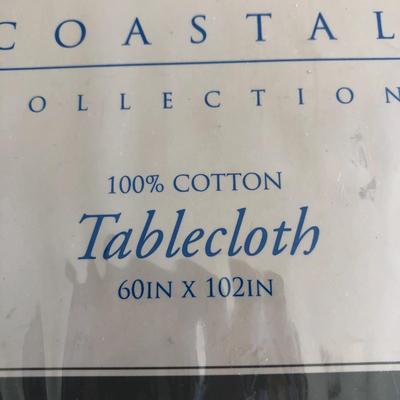 COASTAL
OLLECTION
100% COTTON
Tablecloth
60IN X 102IN